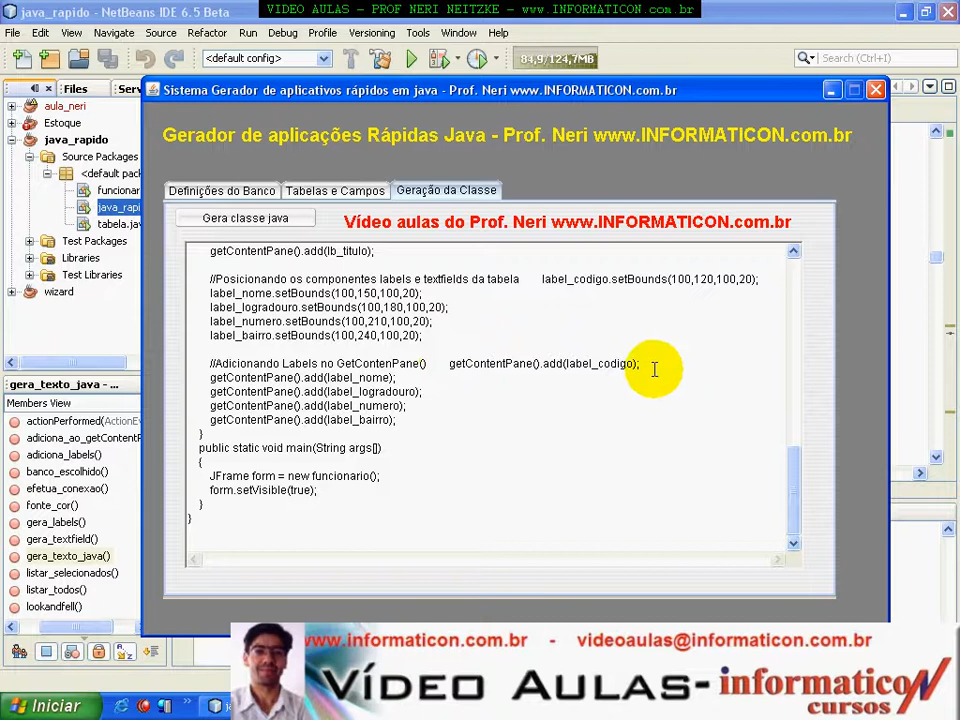 java_rapido - NetBeans IDE 6.5 Beta
VIDEO AULAS - PROF NERI NEITZKE - www.INFORMATICON.com.br
File Edit View Navigate Source Refactor Run Debug Profile Versioning Tools Window Help
<default config>
84,9/124,7MB
Search (Ctrl+I)
Files
Serv
Sistema Gerador de aplicativos rápidos em java - Prof. Neri www.INFORMATICON.com.br
aula_neri
Estoque
java_rapido
Source Packages
<default pack
funcionar
java_rapi
tabela.jav
Test Packages
Libraries
Test Libraries
wizard
Gerador de aplicações Rápidas Java - Prof. Neri www.INFORMATICON.com.br
Definições do Banco
Tabelas e Campos
Geração da Classe
Gera classe java
Vídeo aulas do Prof. Neri www.INFORMATICON.com.br
getContentPane().add(lb_titulo);
//Posicionando os componentes labels e textfields da tabela label_codigo.setBounds(100,120,100,20);
label_nome.setBounds(100,150,100,20);
label_logradouro.setBounds(100,180,100,20);
label_numero.setBounds(100,210,100,20);
label_bairro.setBounds(100,240,100,20);
//Adicionando Labels no GetContenPane() getContentPane().add(label_codigo);
getContentPane().add(label_nome);
getContentPane().add(label_logradouro);
getContentPane().add(label_numero);
getContentPane().add(label_bairro);
}
public static void main(String args[])
{
JFrame form = new funcionario();
form.setVisible(true);
}
}
gera_texto_java() - ...
Members View
actionPerformed(ActionEv
adiciona_ao_getContentP
adiciona_labels()
banco_escolhido()
efetua_conexao()
fonte_cor()
gera_labels()
gera_textfield()
gera_texto_java()
listar_selecionados()
listar_todos()
lookandfell()
www.informaticon.com.br - videoaulas@informaticon.com.br
VÍDEO AULAS-
informaticoN
cursos
Iniciar